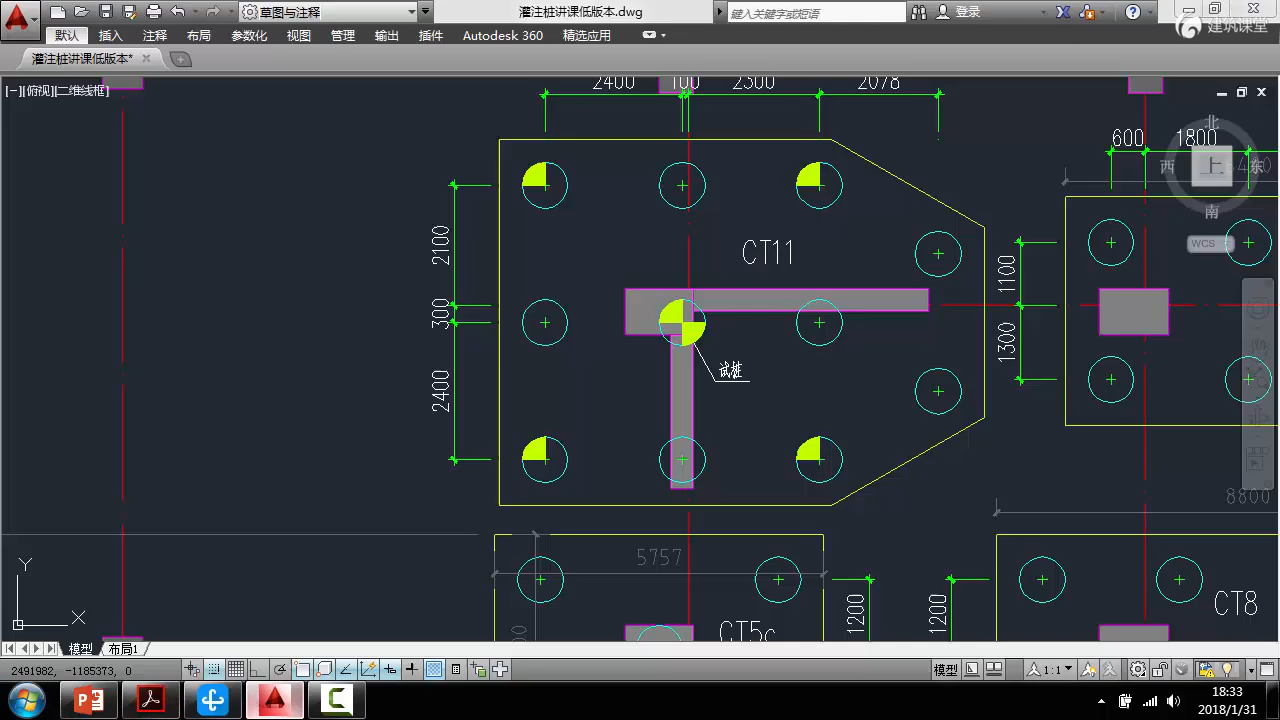 草图与注释
灌注桩讲课低版本.dwg
键入关键字或短语
登录
建筑课堂
默认
插入
注释
布局
参数化
视图
管理
输出
插件
Autodesk 360
精选应用
灌注桩讲课低版本*
[−][俯视][二维线框]
2400
100
2300
2078
北
西
上
东
南
WCS
600
1800
2100
300
2400
CT11
试桩
1100
1300
8800
5757
CT5c
1200
1200
CT8
Y
X
模型
布局1
2491982, -1185373, 0
模型
1:1
18:33
2018/1/31